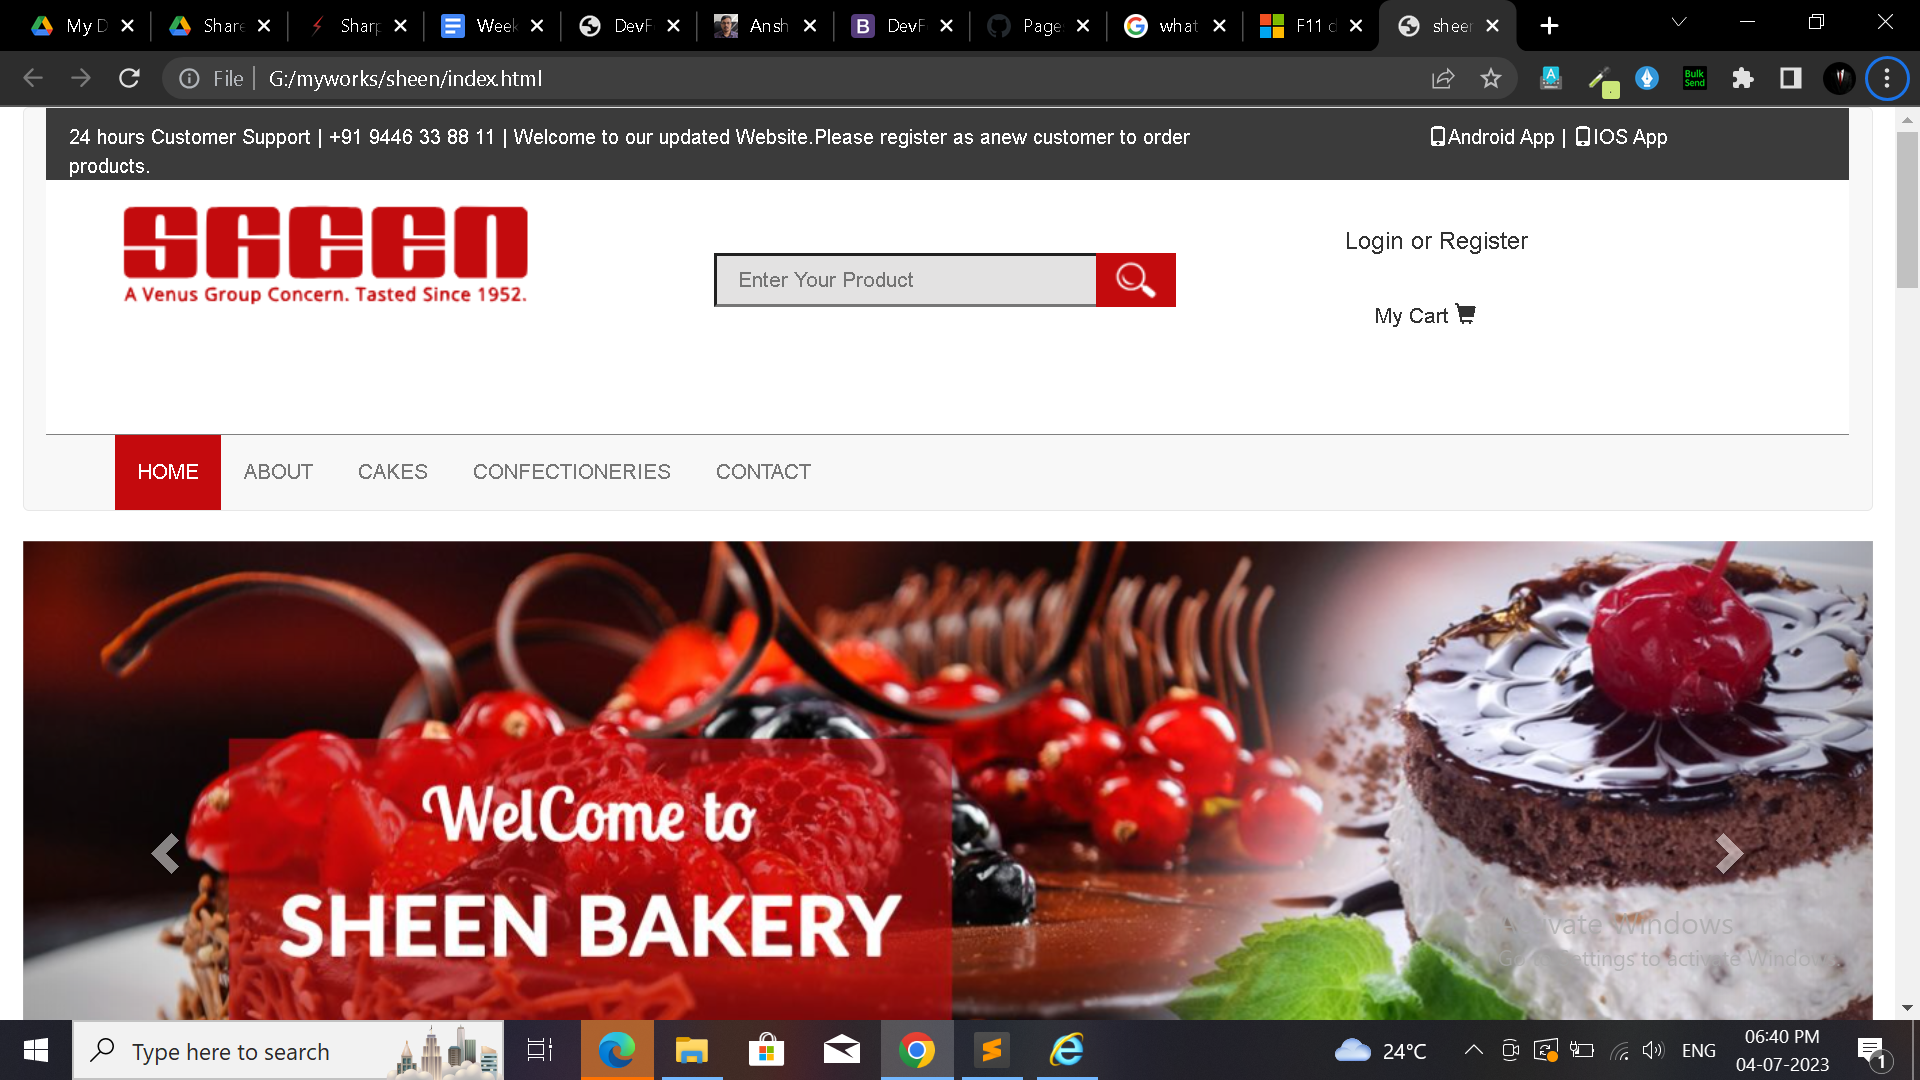 My D
Share
Sharp
Week
DevF
Ansh
DevF
Page
what
F11 d
sheen
File
G:/myworks/sheen/index.html
Bulk
Send
24 hours Customer Support | +91 9446 33 88 11 | Welcome to our updated Website.Please register as anew customer to order
products.
Android App | IOS App
SHEEN
A Venus Group Concern. Tasted Since 1952.
Enter Your Product
Login or Register
My Cart
HOME ABOUT CAKES CONFECTIONERIES CONTACT
WelCome to
SHEEN BAKERY
Activate Windows
Go to Settings to activate Windows.
Type here to search
24°C
ENG
06:40 PM
04-07-2023
1